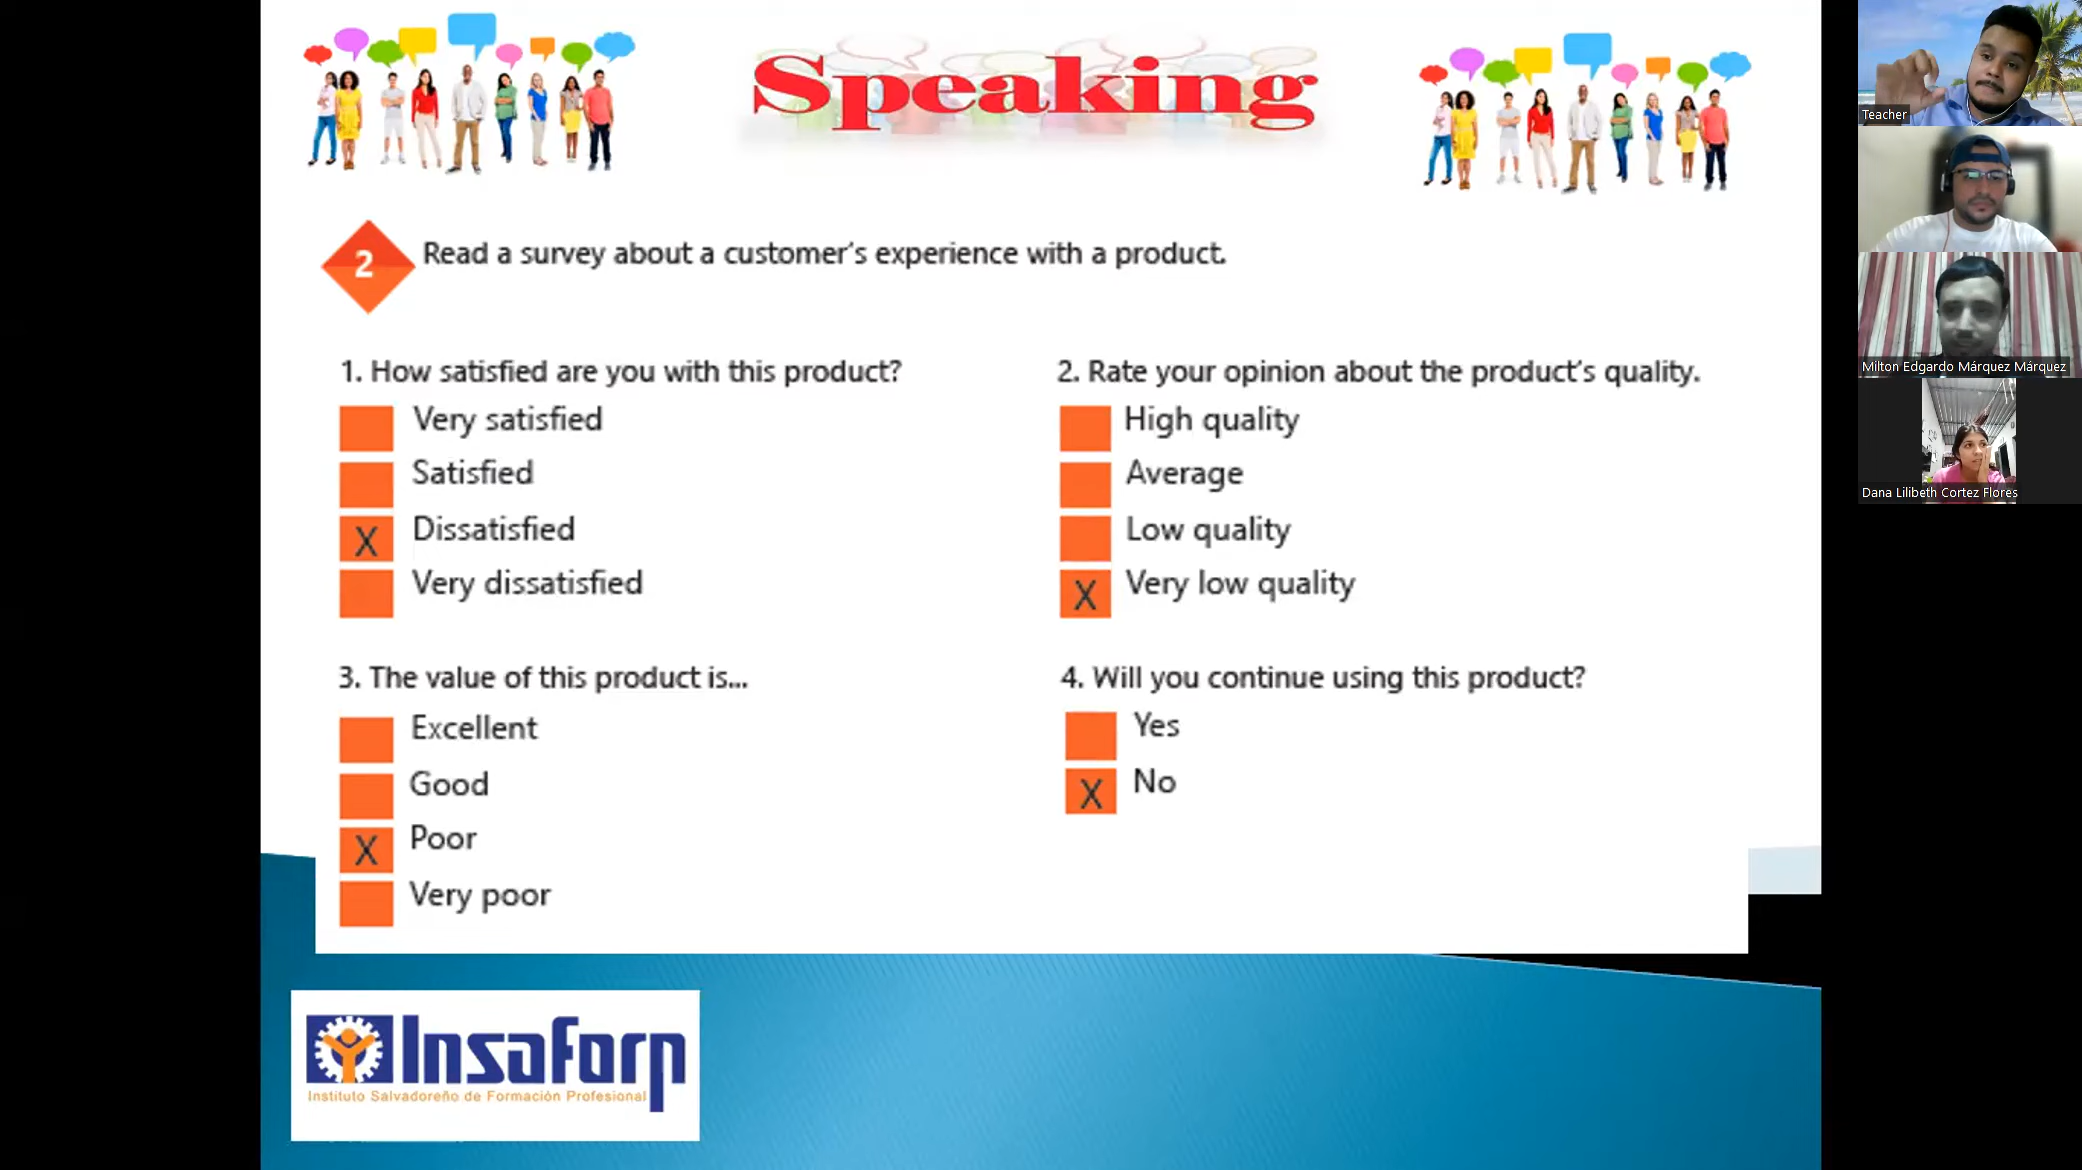 Speaking
2
Read a survey about a customer's experience with a product.
1. How satisfied are you with this product?
Very satisfied
Satisfied
X Dissatisfied
Very dissatisfied
2. Rate your opinion about the product's quality.
High quality
Average
Low quality
X Very low quality
3. The value of this product is...
Excellent
Good
X Poor
Very poor
4. Will you continue using this product?
Yes
X No
Insaforp
Instituto Salvadoreño de Formación Profesional
Teacher
Milton Edgardo Márquez Márquez
Dana Lilibeth Cortez Flores